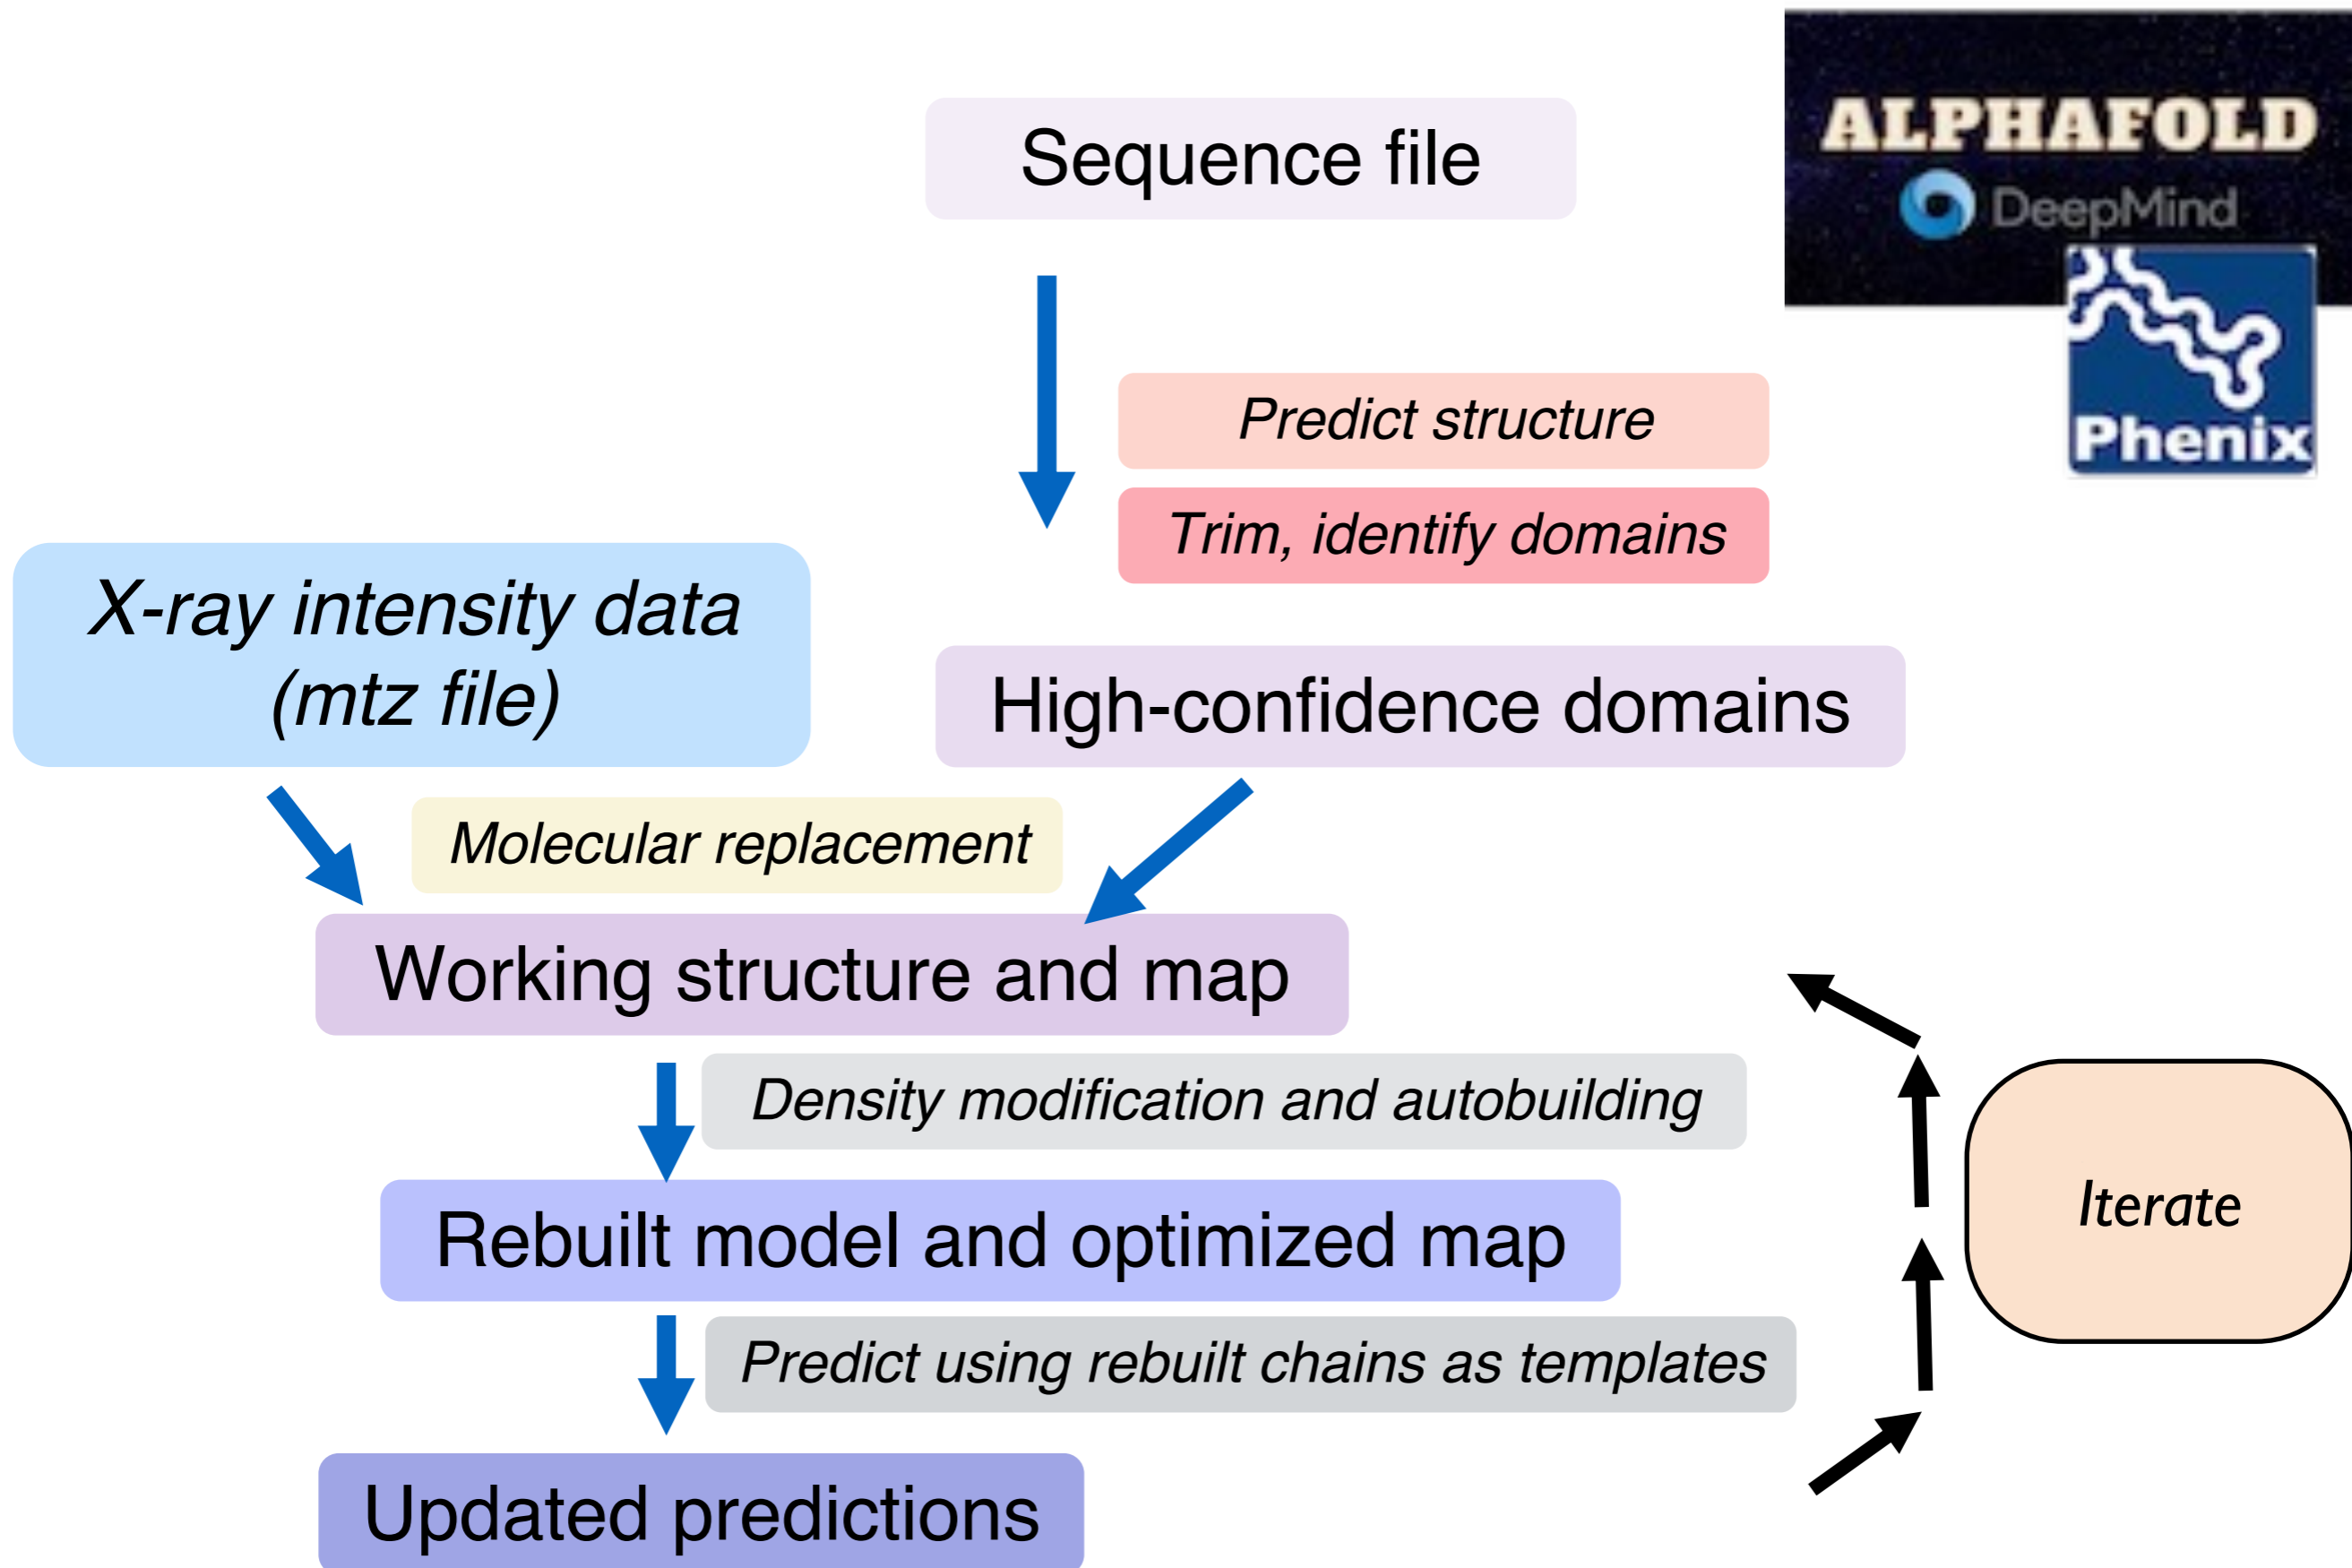 Sequence file
ALPHAFOLD
DeepMind
Phenix
Predict structure
Trim, identify domains
X-ray intensity data
(mtz file)
High-confidence domains
Molecular replacement
Working structure and map
Density modification and autobuilding
Rebuilt model and optimized map
Iterate
Predict using rebuilt chains as templates
Updated predictions